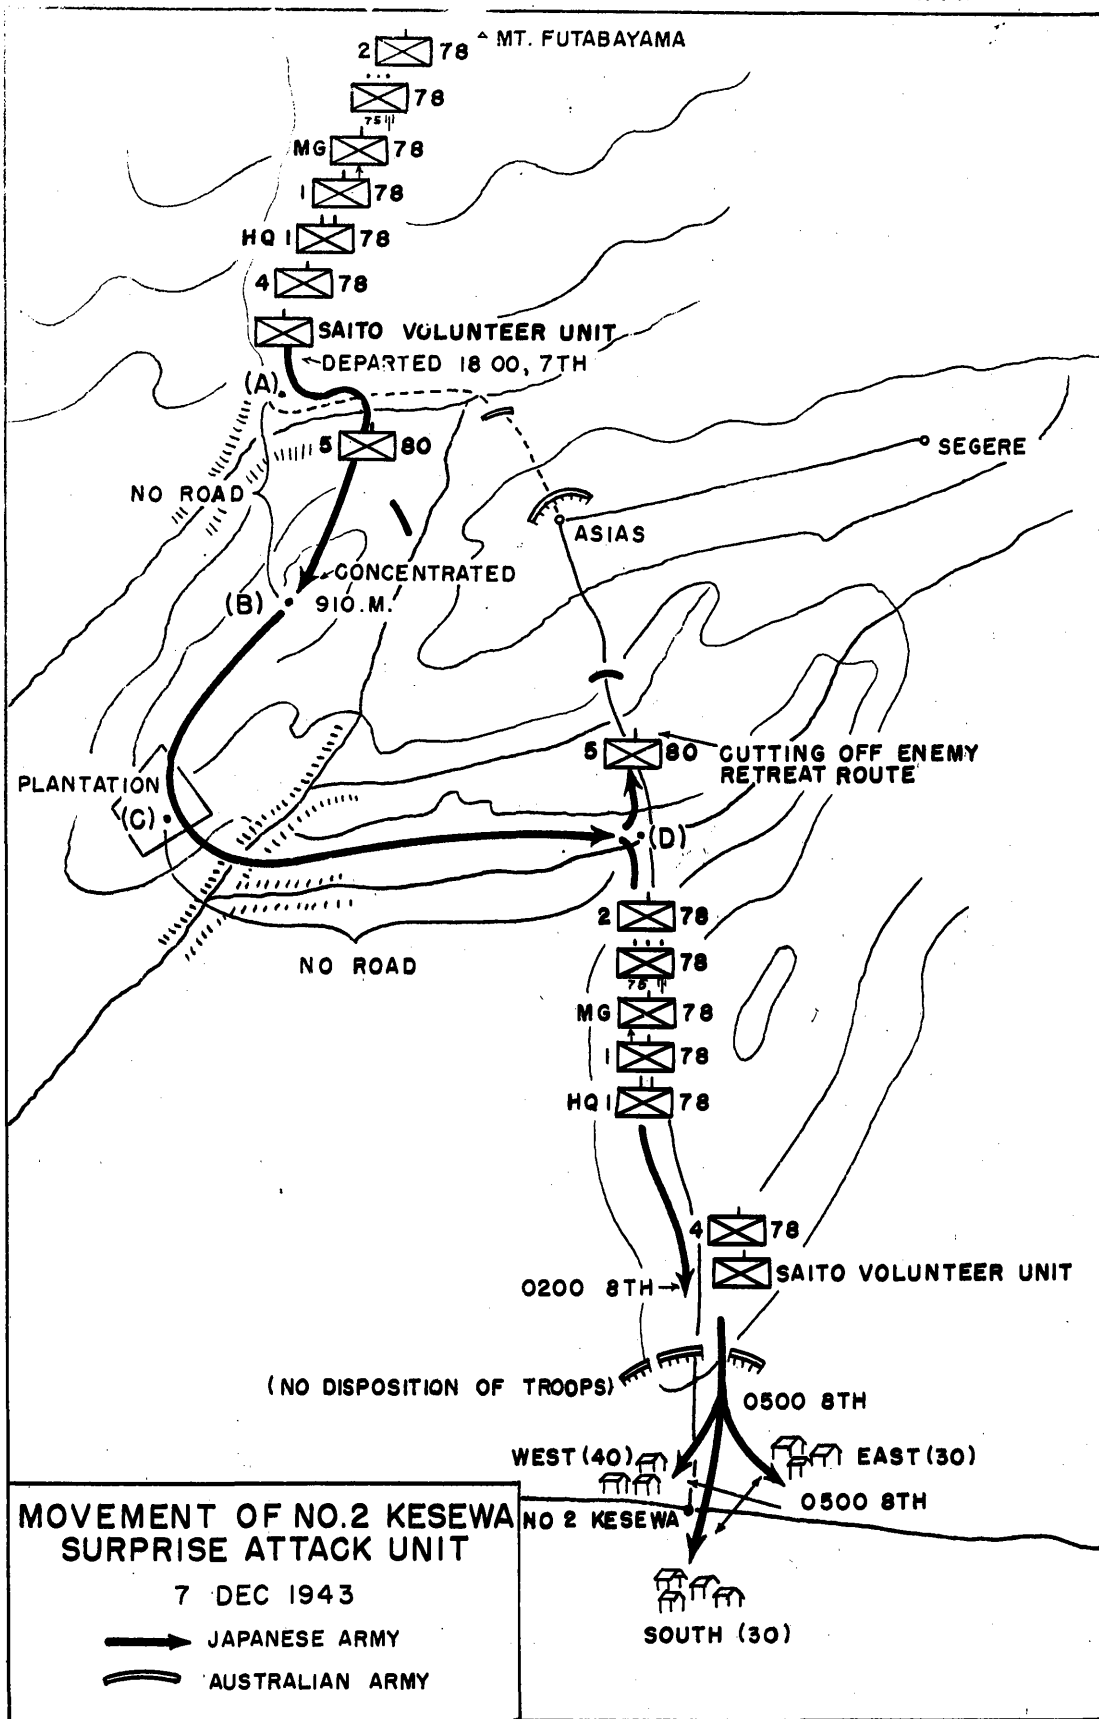 2 78 MT. FUTABAYAMA
78
75
MG 78
1 78
HQ 1 78
4 78
SAITO VOLUNTEER UNIT
DEPARTED 18 00, 7TH
(A)
5 80
SEGERE
NO ROAD
ASIAS
CONCENTRATED
(B) 910.M.
5 80 CUTTING OFF ENEMY
RETREAT ROUTE
PLANTATION
(C)
(D)
2 78
NO ROAD
78
75
MG 78
1 78
HQ 1 78
4 78
SAITO VOLUNTEER UNIT
0200 8TH
(NO DISPOSITION OF TROOPS)
0500 8TH
WEST (40) EAST (30)
0500 8TH
NO 2 KESEWA
SOUTH (30)
MOVEMENT OF NO.2 KESEWA
SURPRISE ATTACK UNIT
7 DEC 1943
JAPANESE ARMY
AUSTRALIAN ARMY